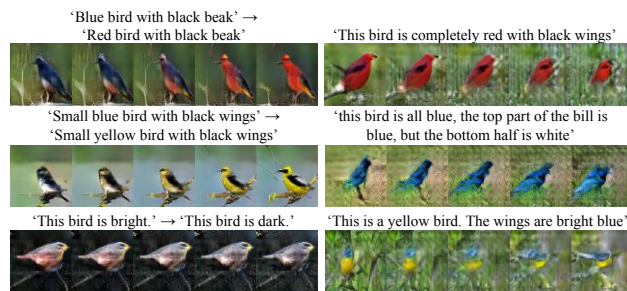 ‘Blue bird with black beak’ →
‘Red bird with black beak’
‘This bird is completely red with black wings’
‘Small blue bird with black wings’ →
‘Small yellow bird with black wings’
‘this bird is all blue, the top part of the bill is
blue, but the bottom half is white’
‘This bird is bright.’ → ‘This bird is dark.’
‘This is a yellow bird. The wings are bright blue’